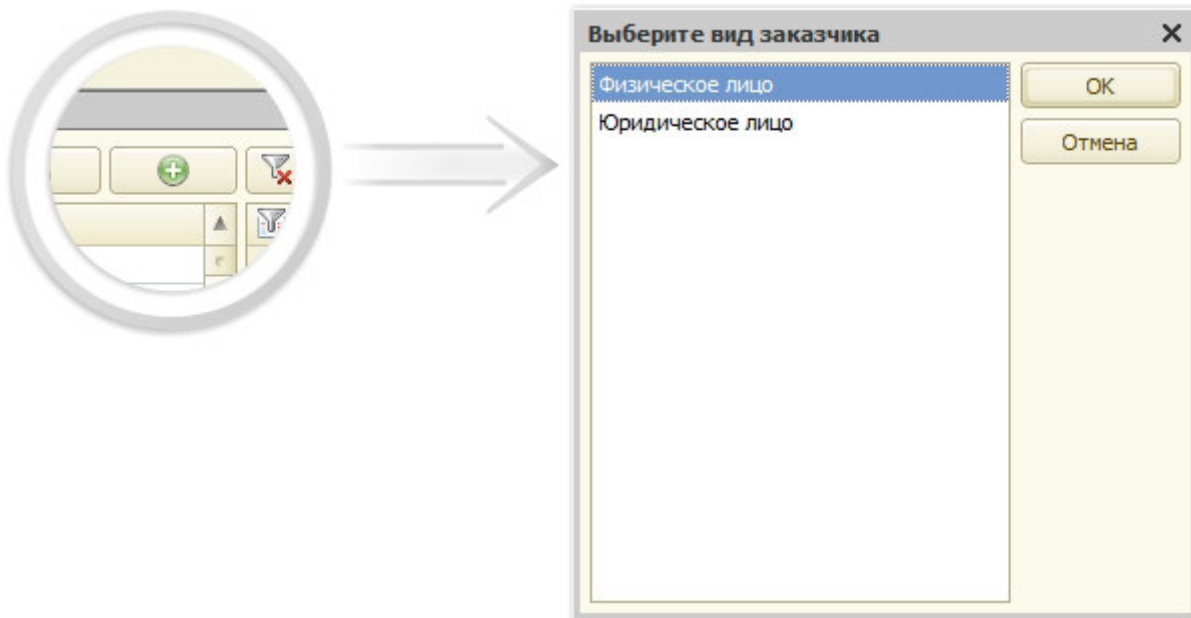 Выберите вид заказчика
Физическое лицо
Юридическое лицо
OK
Отмена